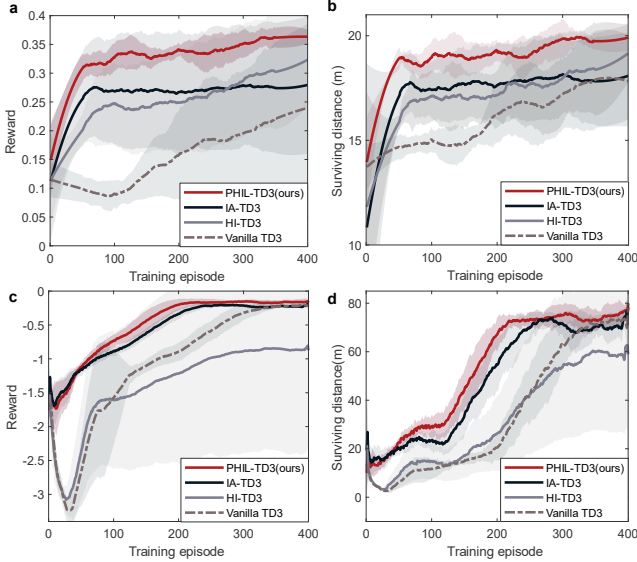 a
0.4
0.35
0.3
0.25
0.2
0.15
0.1
0.05
0
Reward
0 100 200 300 400
Training episode
PHIL-TD3(ours)
IA-TD3
HI-TD3
Vanilla TD3
b
20
15
10
Surviving distance (m)
0 100 200 300 400
Training episode
PHIL-TD3(ours)
IA-TD3
HI-TD3
Vanilla TD3
c
0
-0.5
-1
-1.5
-2
-2.5
-3
Reward
0 100 200 300 400
Training episode
PHIL-TD3(ours)
IA-TD3
HI-TD3
Vanilla TD3
d
80
60
40
20
0
Surviving distance(m)
0 100 200 300 400
Training episode
PHIL-TD3(ours)
IA-TD3
HI-TD3
Vanilla TD3